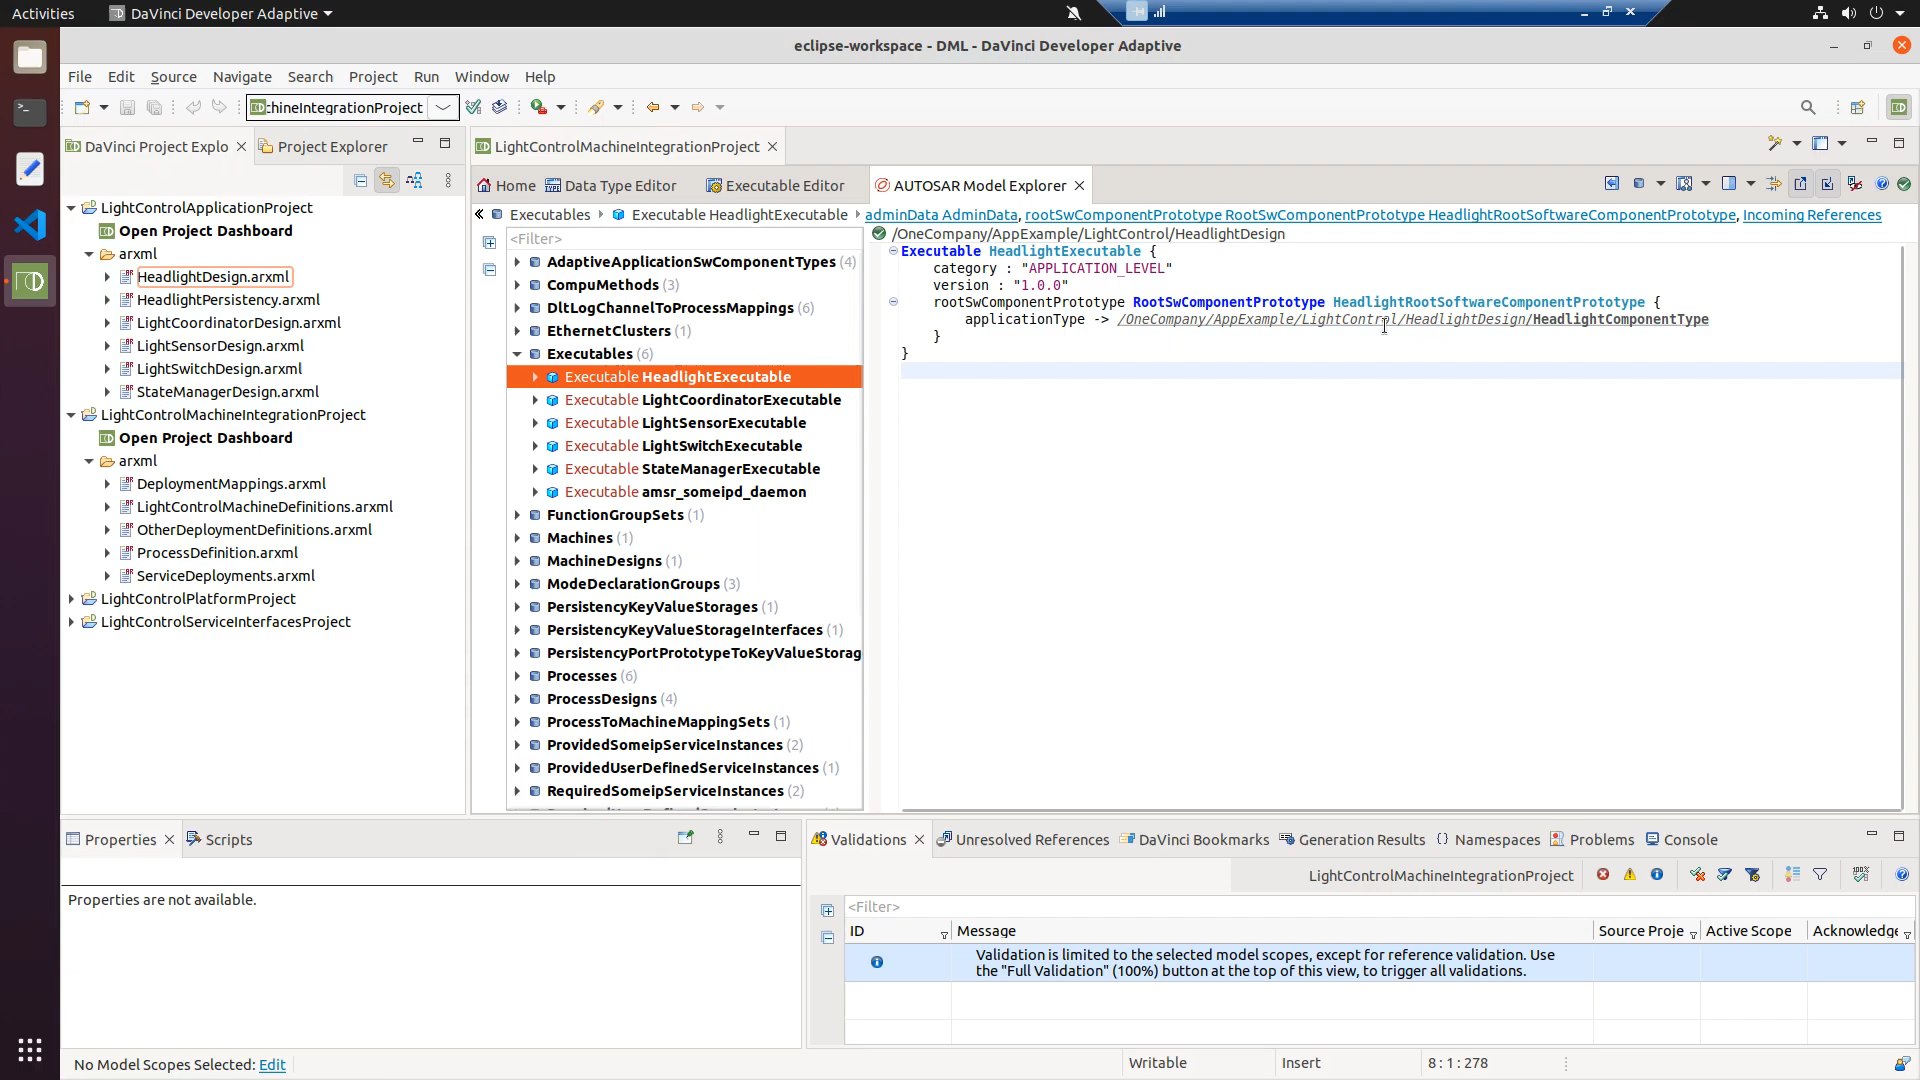 Activities
DaVinci Developer Adaptive
eclipse-workspace - DML - DaVinci Developer Adaptive
File Edit Source Navigate Search Project Run Window Help
:hineIntegrationProject
DaVinci Project Explo
Project Explorer
LightControlApplicationProject
Open Project Dashboard
arxml
HeadlightDesign.arxml
HeadlightPersistency.arxml
LightCoordinatorDesign.arxml
LightSensorDesign.arxml
LightSwitchDesign.arxml
StateManagerDesign.arxml
LightControlMachineIntegrationProject
Open Project Dashboard
arxml
DeploymentMappings.arxml
LightControlMachineDefinitions.arxml
OtherDeploymentDefinitions.arxml
ProcessDefinition.arxml
ServiceDeployments.arxml
LightControlPlatformProject
LightControlServiceInterfacesProject
LightControlMachineIntegrationProject
Home
Data Type Editor
Executable Editor
AUTOSAR Model Explorer
Executables
Executable HeadlightExecutable
adminData AdminData, rootSwComponentPrototype RootSwComponentPrototype HeadlightRootSoftwareComponentPrototype, Incoming References
<Filter>
AdaptiveApplicationSwComponentTypes (4)
CompuMethods (3)
DltLogChannelToProcessMappings (6)
EthernetClusters (1)
Executables (6)
Executable HeadlightExecutable
Executable LightCoordinatorExecutable
Executable LightSensorExecutable
Executable LightSwitchExecutable
Executable StateManagerExecutable
Executable amsr_someipd_daemon
FunctionGroupSets (1)
Machines (1)
MachineDesigns (1)
ModeDeclarationGroups (3)
PersistencyKeyValueStorages (1)
PersistencyKeyValueStorageInterfaces (1)
PersistencyPortPrototypeToKeyValueStorag
Processes (6)
ProcessDesigns (4)
ProcessToMachineMappingSets (1)
ProvidedSomeipServiceInstances (2)
ProvidedUserDefinedServiceInstances (1)
RequiredSomeipServiceInstances (2)
/OneCompany/AppExample/LightControl/HeadlightDesign
Executable HeadlightExecutable {
category : "APPLICATION_LEVEL"
version : "1.0.0"
rootSwComponentPrototype RootSwComponentPrototype HeadlightRootSoftwareComponentPrototype {
applicationType -> /OneCompany/AppExample/LightControl/HeadlightDesign/HeadlightComponentType
}
}
Properties
Scripts
Properties are not available.
Validations
Unresolved References
DaVinci Bookmarks
Generation Results
Namespaces
Problems
Console
LightControlMachineIntegrationProject
<Filter>
ID Message Source Proje Active Scope Acknowledge
Validation is limited to the selected model scopes, except for reference validation. Use
the "Full Validation" (100%) button at the top of this view, to trigger all validations.
No Model Scopes Selected: Edit
Writable
Insert
8 : 1 : 278